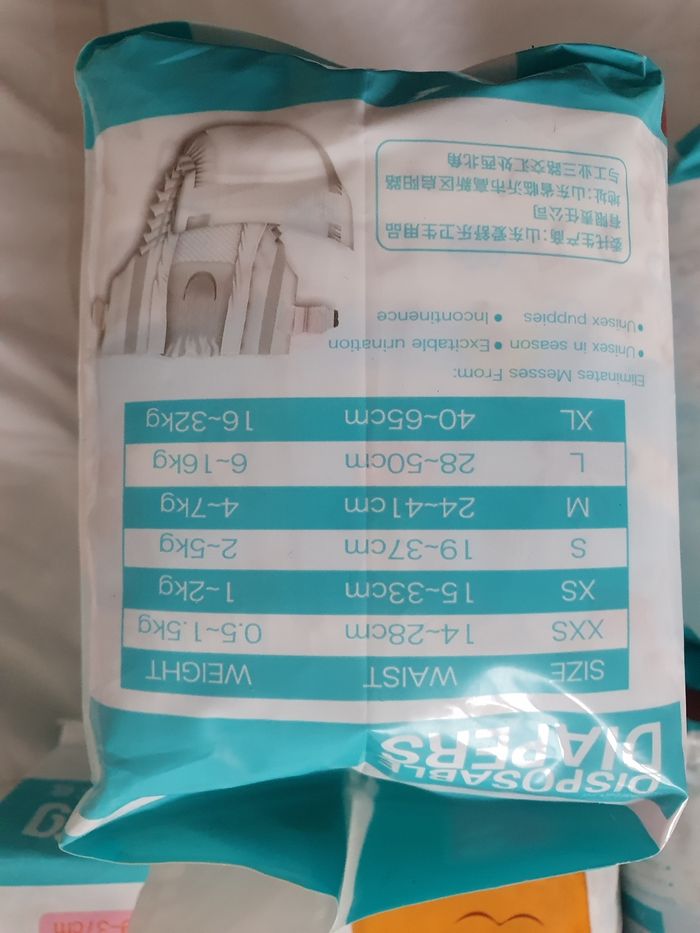 DISPOSABLE
DIAPERS
SIZE WAIST WEIGHT
XXS 14~28cm 0.5~1.5kg
XS 15~33cm 1~2kg
S 19~37cm 2~5kg
M 24~41cm 4~7kg
L 28~50cm 6~16kg
XL 40~65cm 16~32kg
Eliminates Messes From:
•Unisex in season •Excitable urination
•Unisex puppies •Incontinence
委托生产商:山东爱舒乐卫生用品
有限责任公司
地址:山东省临沂市高新区启阳路
与工业三路交汇处西北角